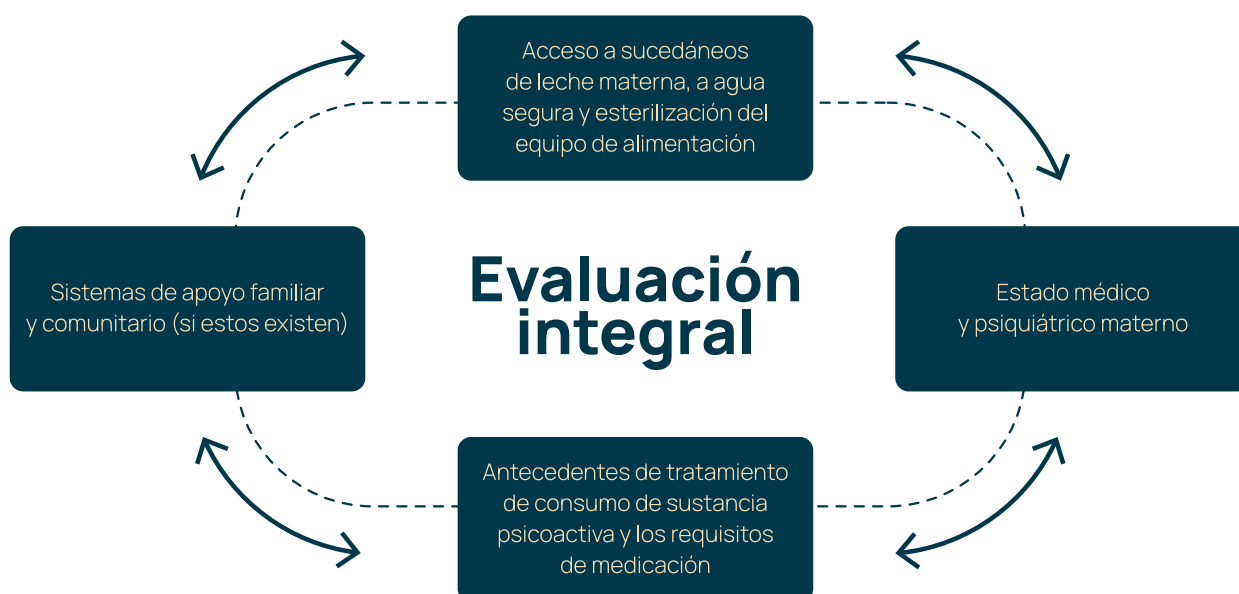 Acceso a sucedáneos
de leche materna, a agua
segura y esterilización del
equipo de alimentación
Sistemas de apoyo familiar
y comunitario (si estos existen)
Evaluación
integral
Estado médico
y psiquiátrico materno
Antecedentes de tratamiento
de consumo de sustancia
psicoactiva y los requisitos
de medicación